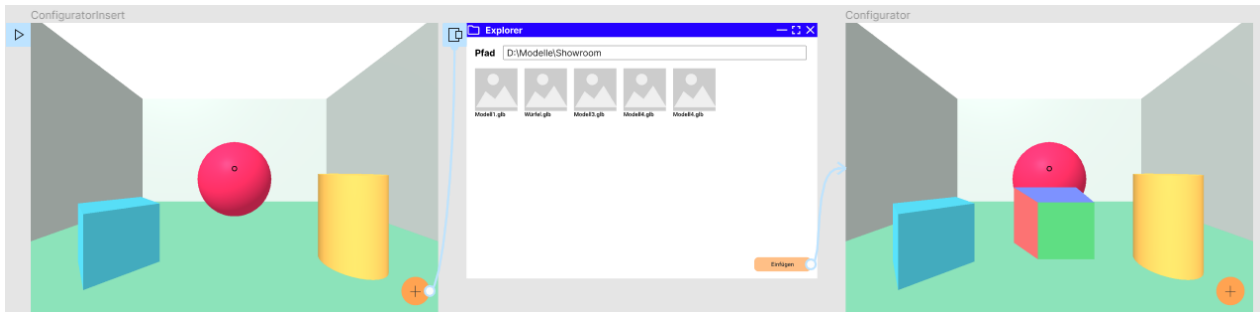 ConfiguratorInsert
Explorer
Pfad D:\Modelle\Showroom
Modell1.glb Würfel.glb Modell3.glb Modell4.glb Modell4.glb
Einfügen
Configurator